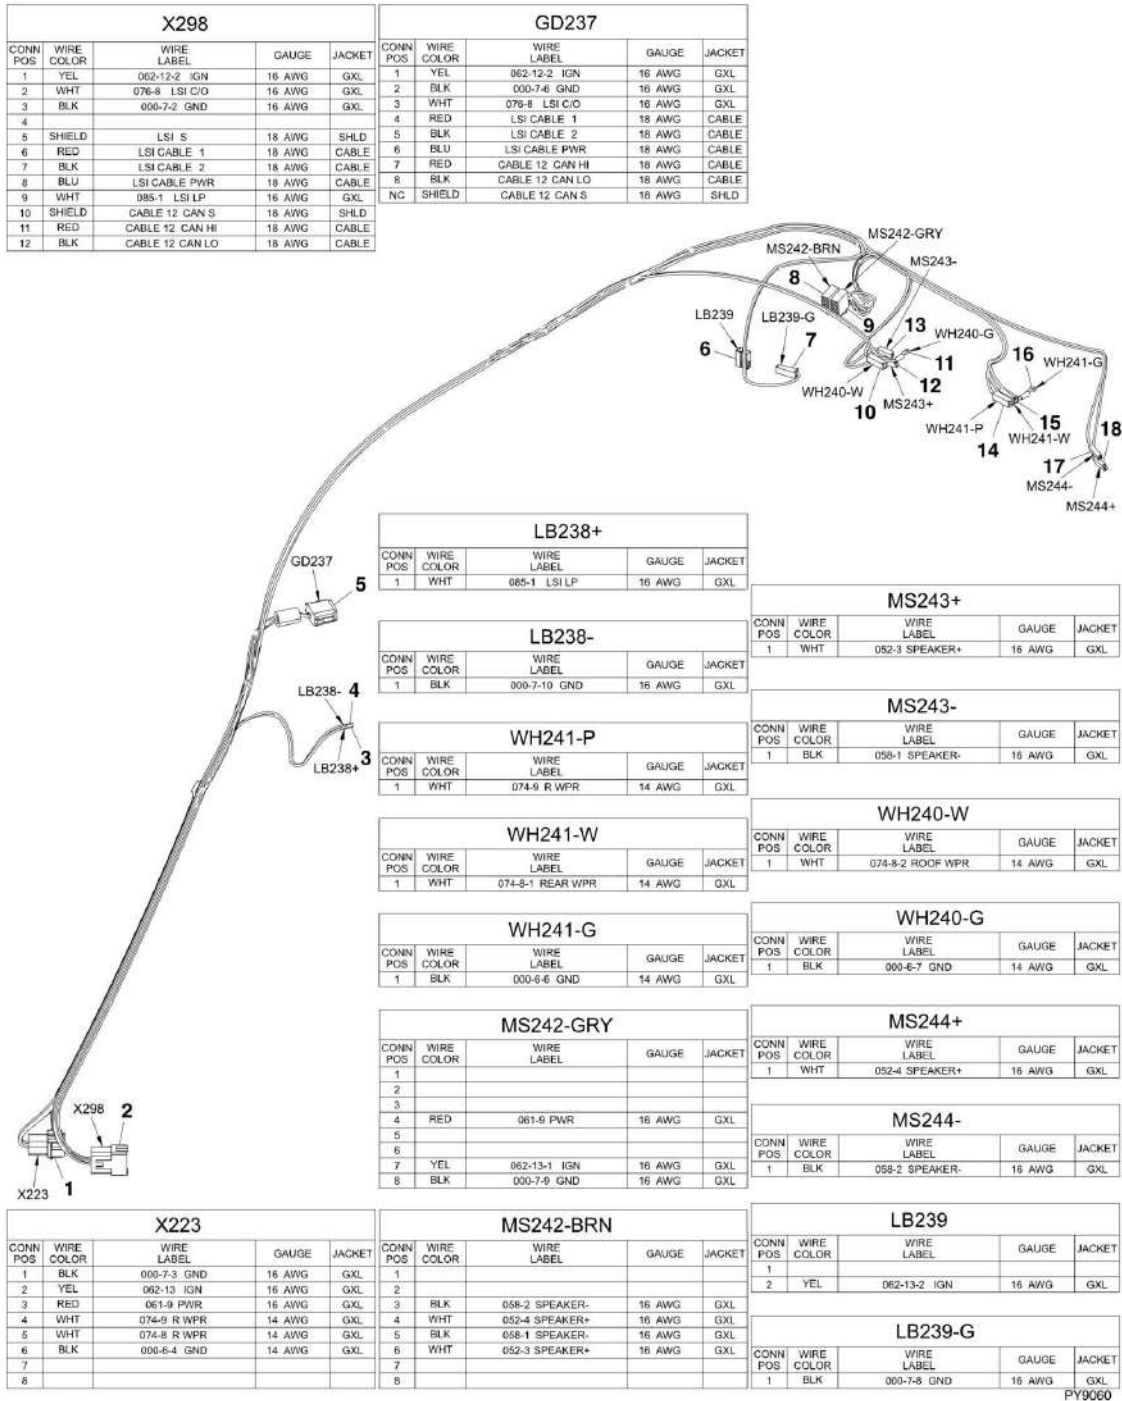 X298
CONN POS WIRE COLOR WIRE LABEL GAUGE JACKET
1 YEL 062-12-2 IGN 16 AWG GXL
2 WHT 076-8 LSI C/O 16 AWG GXL
3 BLK 000-7-2 GND 16 AWG GXL
4
5 SHIELD LSI S 18 AWG SHLD
6 RED LSI CABLE 1 18 AWG CABLE
7 BLK LSI CABLE 2 18 AWG CABLE
8 BLU LSI CABLE PWR 18 AWG CABLE
9 WHT 085-1 LSI LP 16 AWG GXL
10 SHIELD CABLE 12 CAN S 18 AWG SHLD
11 RED CABLE 12 CAN HI 18 AWG CABLE
12 BLK CABLE 12 CAN LO 18 AWG CABLE
GD237
CONN POS WIRE COLOR WIRE LABEL GAUGE JACKET
1 YEL 062-12-2 IGN 16 AWG GXL
2 BLK 000-7-6 GND 16 AWG GXL
3 WHT 076-8 LSI C/O 16 AWG GXL
4 RED LSI CABLE 1 18 AWG CABLE
5 BLK LSI CABLE 2 18 AWG CABLE
6 BLU LSI CABLE PWR 18 AWG CABLE
7 RED CABLE 12 CAN HI 18 AWG CABLE
8 BLK CABLE 12 CAN LO 18 AWG CABLE
NC SHIELD CABLE 12 CAN S 18 AWG SHLD
MS242-GRY
MS242-BRN
MS243-
8
LB239
LB239-G
9
13
WH240-G
6
7
11
16
WH241-G
WH240-W
12
10
MS243+
WH241-P
15
18
14
WH241-W
17
MS244-
MS244+
GD237
5
LB238-
4
LB238+
3
X298
2
X223
1
LB238+
CONN POS WIRE COLOR WIRE LABEL GAUGE JACKET
1 WHT 085-1 LSI LP 16 AWG GXL
LB238-
CONN POS WIRE COLOR WIRE LABEL GAUGE JACKET
1 BLK 000-7-10 GND 16 AWG GXL
WH241-P
CONN POS WIRE COLOR WIRE LABEL GAUGE JACKET
1 WHT 074-9 R WPR 14 AWG GXL
WH241-W
CONN POS WIRE COLOR WIRE LABEL GAUGE JACKET
1 WHT 074-8-1 REAR WPR 14 AWG GXL
WH241-G
CONN POS WIRE COLOR WIRE LABEL GAUGE JACKET
1 BLK 000-6-6 GND 14 AWG GXL
MS242-GRY
CONN POS WIRE COLOR WIRE LABEL GAUGE JACKET
1
2
3
4 RED 061-9 PWR 16 AWG GXL
5
6
7 YEL 062-13-1 IGN 16 AWG GXL
8 BLK 000-7-9 GND 16 AWG GXL
MS243+
CONN POS WIRE COLOR WIRE LABEL GAUGE JACKET
1 WHT 052-3 SPEAKER+ 16 AWG GXL
MS243-
CONN POS WIRE COLOR WIRE LABEL GAUGE JACKET
1 BLK 058-1 SPEAKER- 16 AWG GXL
WH240-W
CONN POS WIRE COLOR WIRE LABEL GAUGE JACKET
1 WHT 074-8-2 ROOF WPR 14 AWG GXL
WH240-G
CONN POS WIRE COLOR WIRE LABEL GAUGE JACKET
1 BLK 000-6-7 GND 14 AWG GXL
MS244+
CONN POS WIRE COLOR WIRE LABEL GAUGE JACKET
1 WHT 052-4 SPEAKER+ 16 AWG GXL
MS244-
CONN POS WIRE COLOR WIRE LABEL GAUGE JACKET
1 BLK 058-2 SPEAKER- 16 AWG GXL
X223
CONN POS WIRE COLOR WIRE LABEL GAUGE JACKET
1 BLK 000-7-3 GND 16 AWG GXL
2 YEL 062-13 IGN 16 AWG GXL
3 RED 061-9 PWR 16 AWG GXL
4 WHT 074-9 R WPR 14 AWG GXL
5 WHT 074-8 R WPR 14 AWG GXL
6 BLK 000-6-4 GND 14 AWG GXL
7
8
MS242-BRN
CONN POS WIRE COLOR WIRE LABEL GAUGE JACKET
1
2
3 BLK 058-2 SPEAKER- 16 AWG GXL
4 WHT 052-4 SPEAKER+ 16 AWG GXL
5 BLK 058-1 SPEAKER- 16 AWG GXL
6 WHT 052-3 SPEAKER+ 16 AWG GXL
7
8
LB239
CONN POS WIRE COLOR WIRE LABEL GAUGE JACKET
1
2 YEL 062-13-2 IGN 16 AWG GXL
LB239-G
CONN POS WIRE COLOR WIRE LABEL GAUGE JACKET
1 BLK 000-7-8 GND 16 AWG GXL
PY9060